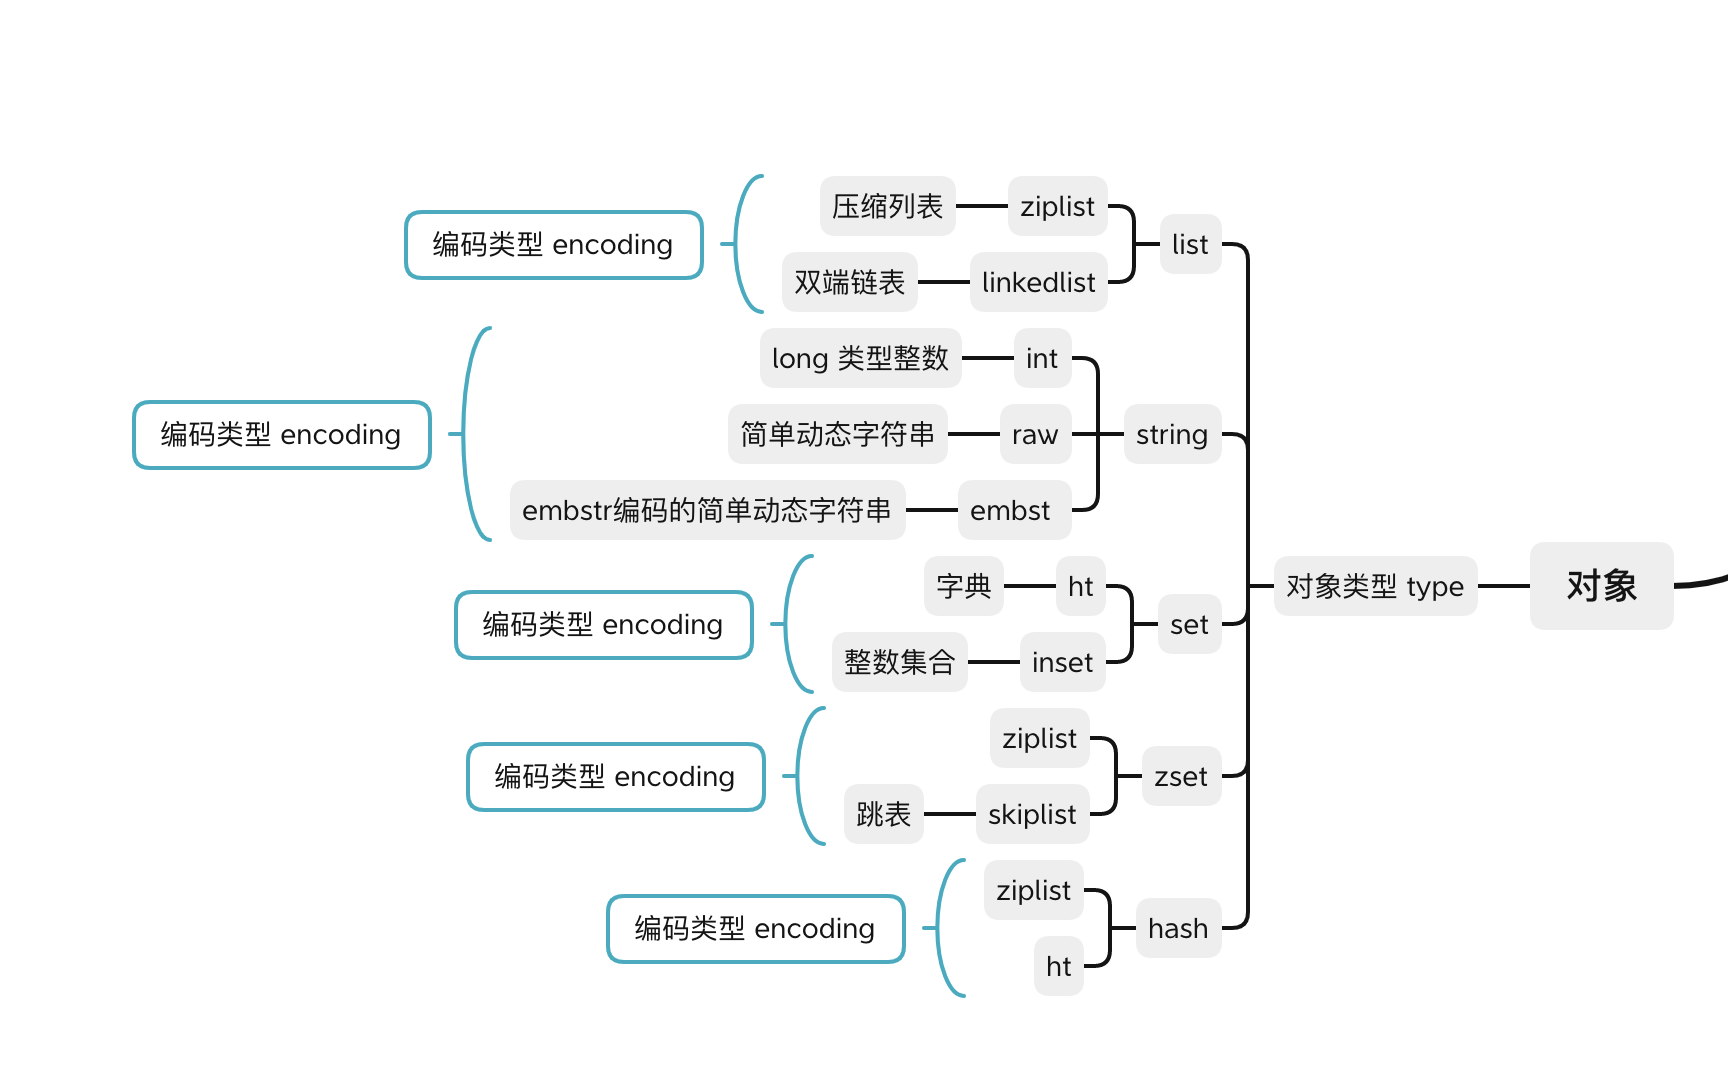 压缩列表
ziplist
list
编码类型 encoding
双端链表
linkedlist
long 类型整数
int
编码类型 encoding
简单动态字符串
raw
string
embstr编码的简单动态字符串
embst
字典
ht
对象类型 type
对象
编码类型 encoding
set
整数集合
inset
ziplist
编码类型 encoding
zset
跳表
skiplist
ziplist
编码类型 encoding
hash
ht